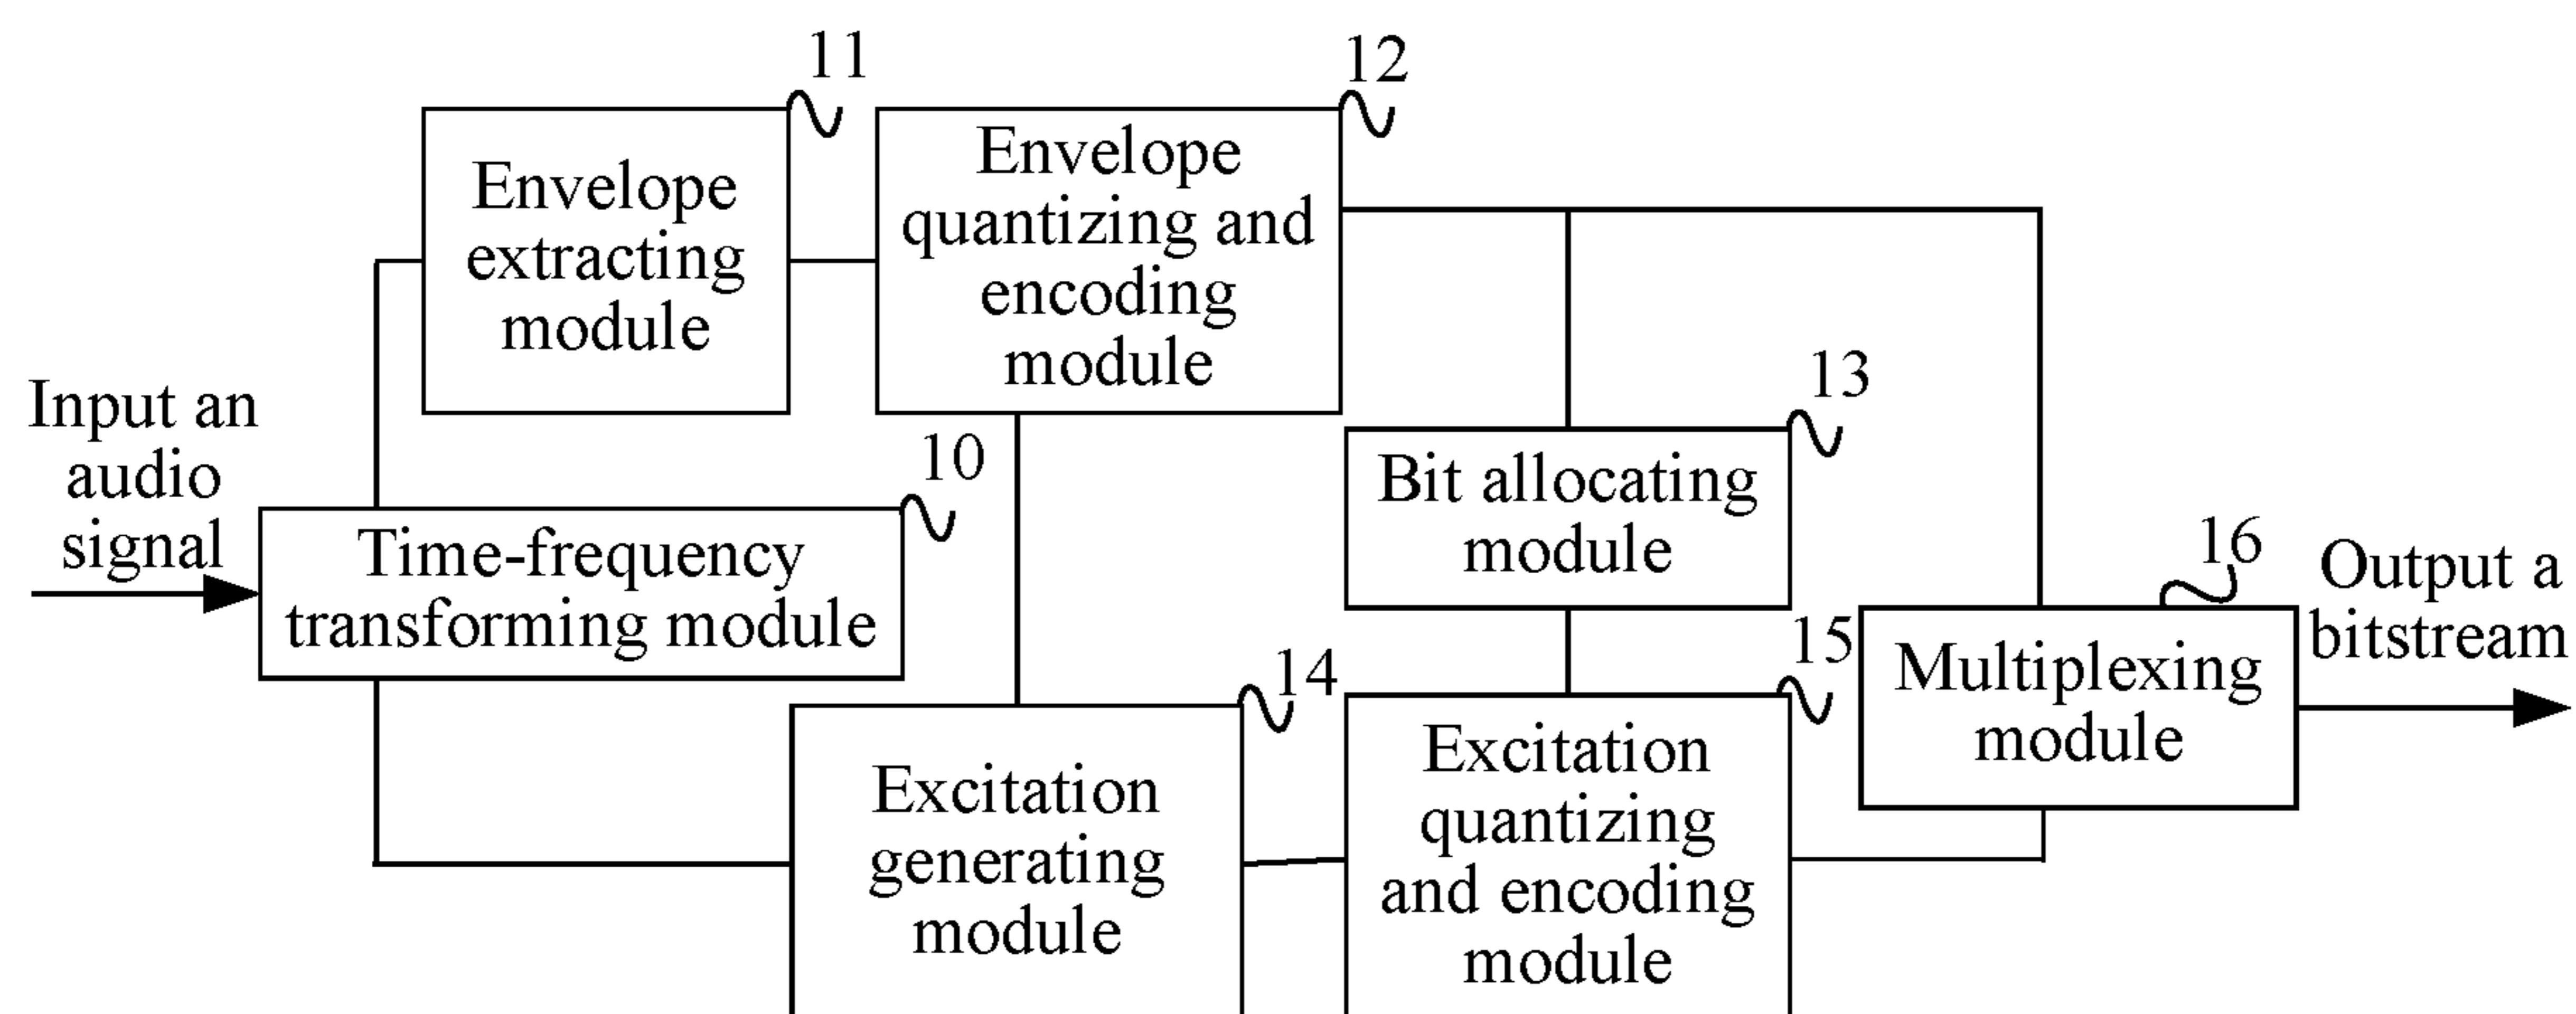 11
12
Envelope
extracting
module
Envelope
quantizing and
encoding
module
Input an
audio
signal
10
Time-frequency
transforming module
13
Bit allocating
module
14
Excitation
generating
module
15
Excitation
quantizing
and encoding
module
16
Multiplexing
module
Output a
bitstream